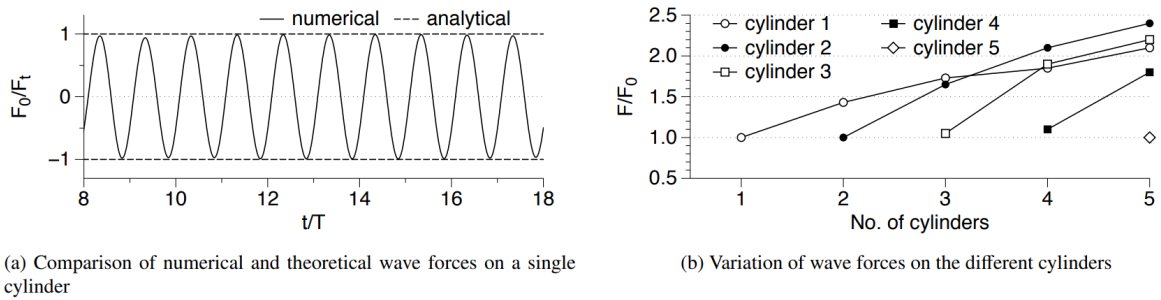 numerical
analytical
1
0
−1
F0/Ft
8
10
12
14
16
18
t/T
(a) Comparison of numerical and theoretical wave forces on a single
cylinder
2.5
2.0
1.5
1.0
0.5
F/F0
cylinder 1
cylinder 4
cylinder 2
cylinder 5
cylinder 3
1
2
3
4
5
No. of cylinders
(b) Variation of wave forces on the different cylinders